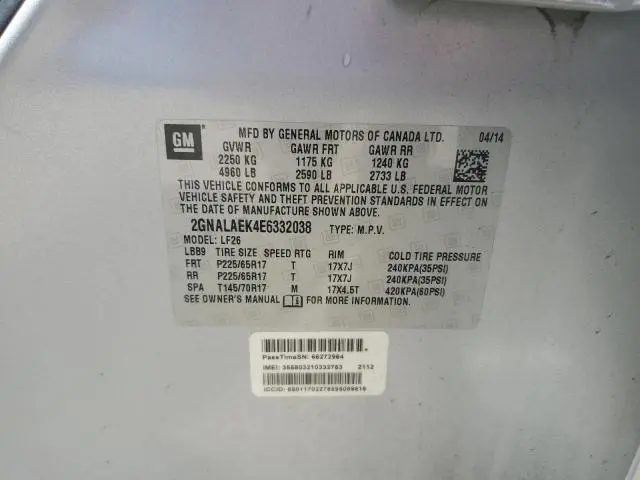 GM
MFD BY GENERAL MOTORS OF CANADA LTD. 04/14
GVWR GAWR FRT GAWR RR
2250 KG 1175 KG 1240 KG
4960 LB 2590 LB 2733 LB
THIS VEHICLE CONFORMS TO ALL APPLICABLE U.S. FEDERAL MOTOR
VEHICLE SAFETY AND THEFT PREVENTION STANDARDS IN EFFECT ON
THE DATE OF MANUFACTURE SHOWN ABOVE.
2GNALAEK4E6332038 TYPE: M.P.V.
MODEL: LF26
LBB9 TIRE SIZE SPEED RTG RIM COLD TIRE PRESSURE
FRT P225/65R17 T 17X7J 240KPA(35PSI)
RR P225/65R17 T 17X7J 240KPA(35PSI)
SPA T145/70R17 M 17X4.5T 420KPA(60PSI)
SEE OWNER'S MANUAL FOR MORE INFORMATION.
PassTimeSN: 66272964
IMEI: 355803210332763 2112
ICCID: